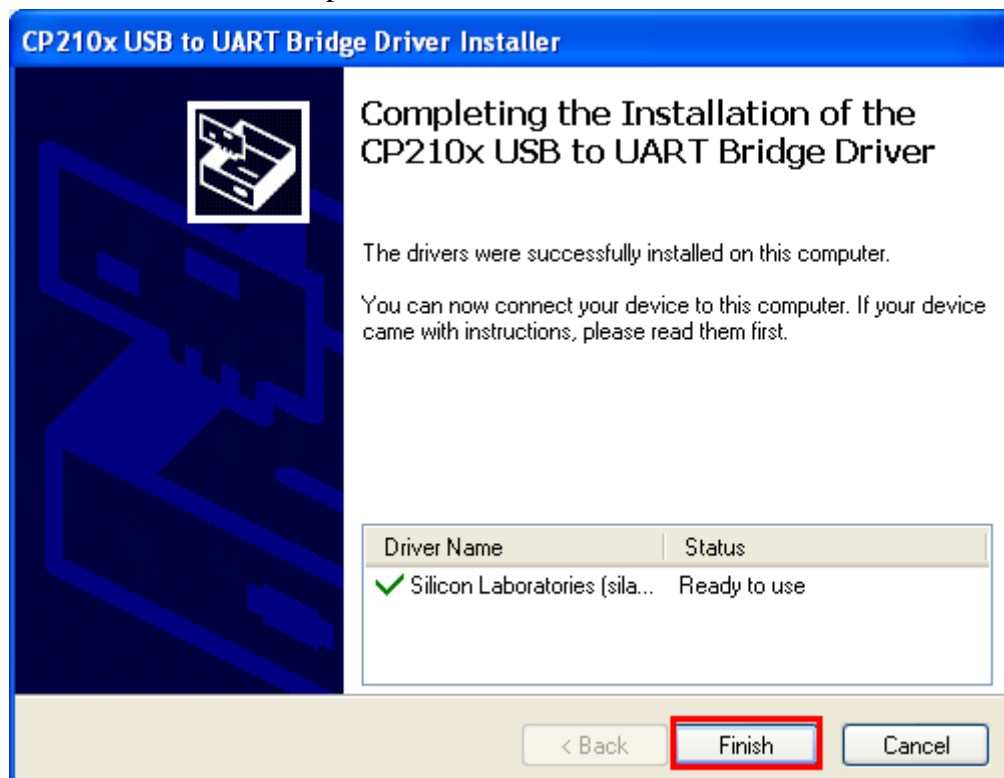 CP210x USB to UART Bridge Driver Installer
Completing the Installation of the
CP210x USB to UART Bridge Driver
The drivers were successfully installed on this computer.
You can now connect your device to this computer. If your device
came with instructions, please read them first.
Driver Name Status
Silicon Laboratories (sila... Ready to use
< Back Finish Cancel